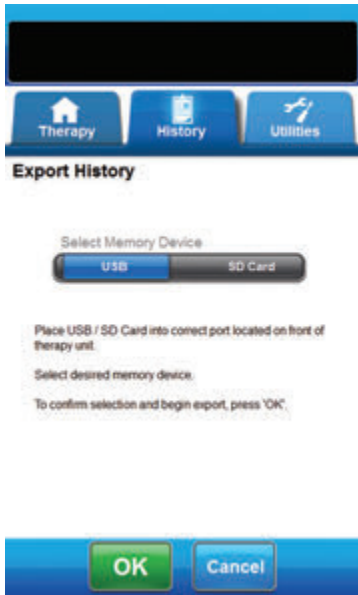 Therapy
History
Utilities
Export History
Select Memory Device
USB
SD Card
Place USB / SD Card into correct port located on front of
therapy unit.
Select desired memory device.
To confirm selection and begin export, press 'OK'.
OK
Cancel